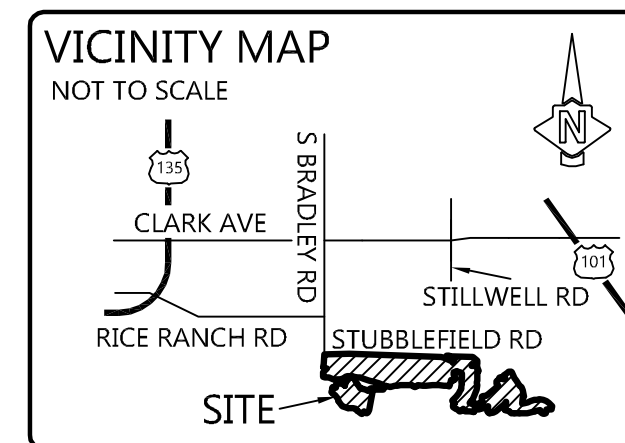 VICINITY MAP
NOT TO SCALE
N
135
S BRADLEY RD
CLARK AVE
101
STILLWELL RD
RICE RANCH RD
STUBBLEFIELD RD
SITE